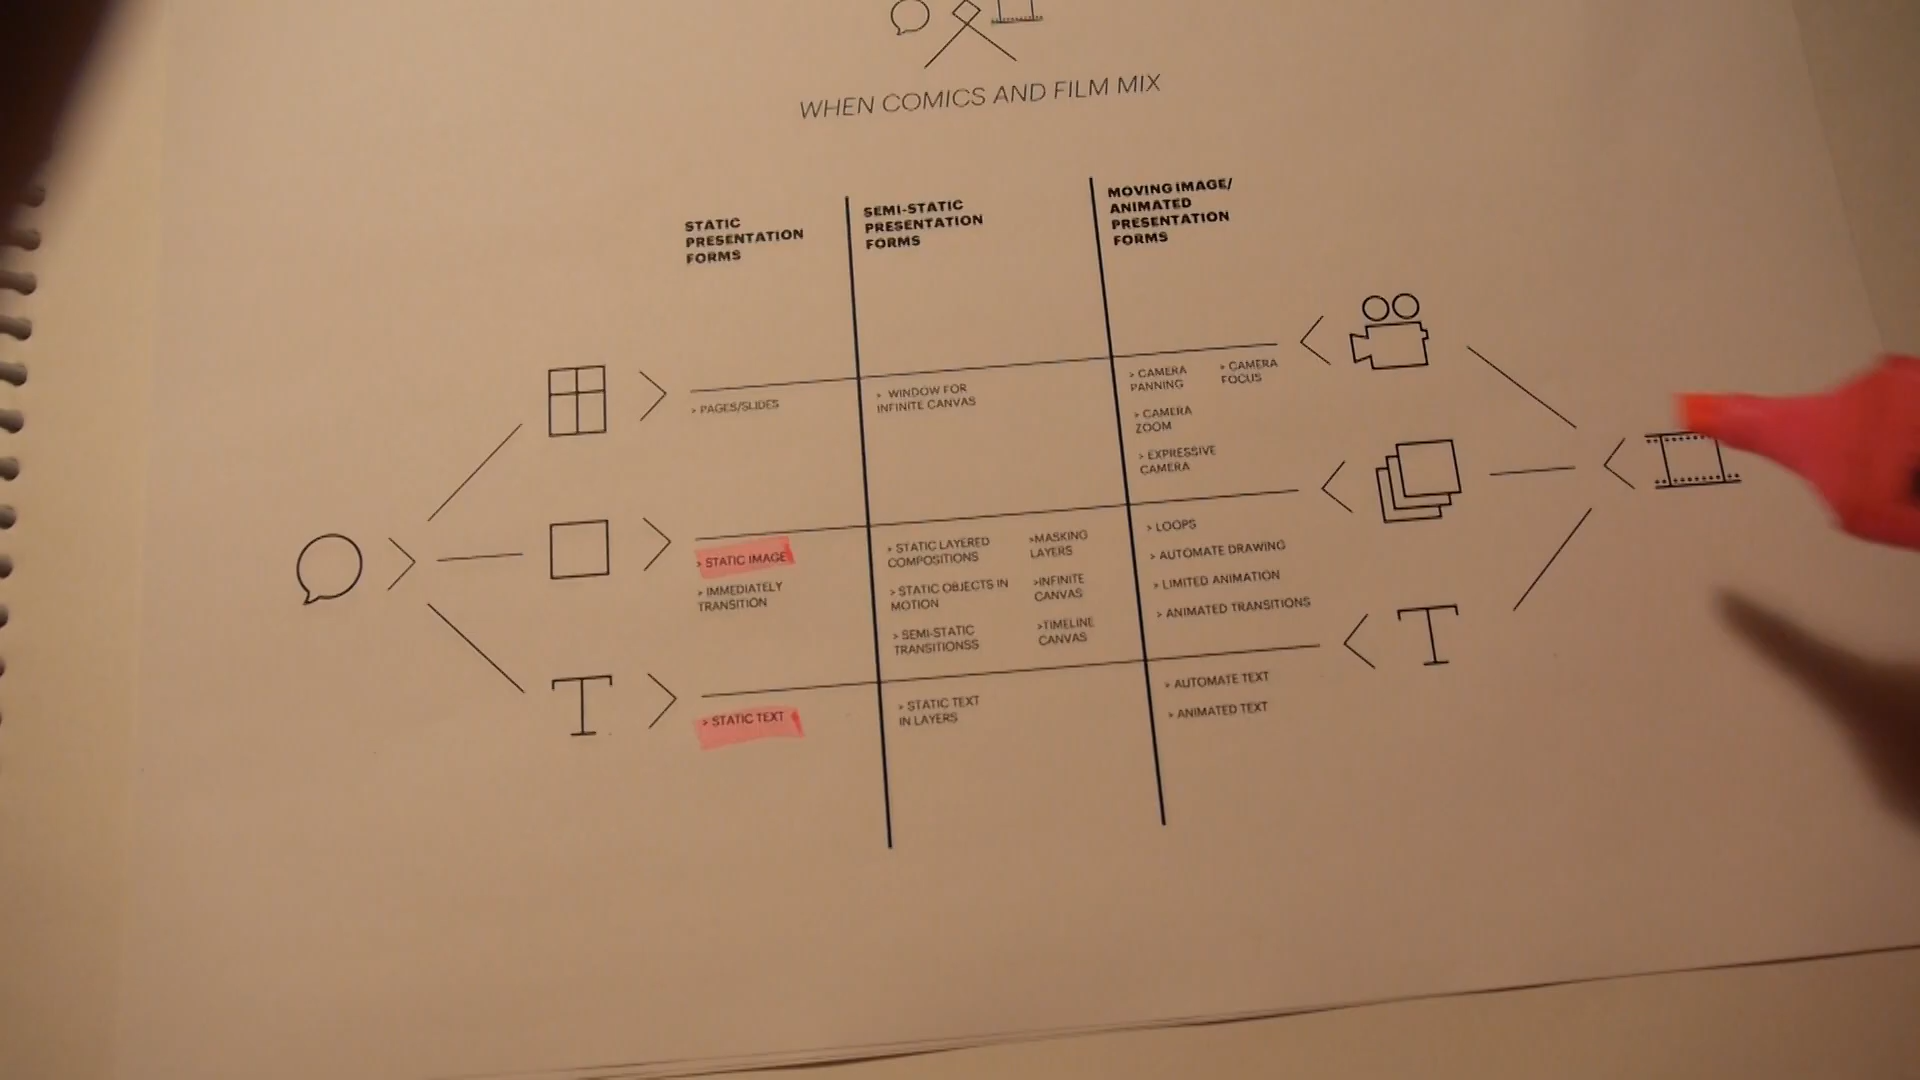 WHEN COMICS AND FILM MIX
STATIC
PRESENTATION
FORMS
SEMI-STATIC
PRESENTATION
FORMS
MOVING IMAGE/
ANIMATED
PRESENTATION
FORMS
> PAGES/SLIDES
> WINDOW FOR
INFINITE CANVAS
> CAMERA
PANNING
> CAMERA
FOCUS
> CAMERA
ZOOM
> EXPRESSIVE
CAMERA
> STATIC IMAGE
> IMMEDIATELY
TRANSITION
> STATIC LAYERED
COMPOSITIONS
>MASKING
LAYERS
> STATIC OBJECTS IN
MOTION
>INFINITE
CANVAS
> SEMI-STATIC
TRANSITIONSS
>TIMELINE
CANVAS
> LOOPS
> AUTOMATE DRAWING
> LIMITED ANIMATION
> ANIMATED TRANSITIONS
T
> STATIC TEXT
> STATIC TEXT
IN LAYERS
> AUTOMATE TEXT
> ANIMATED TEXT
T